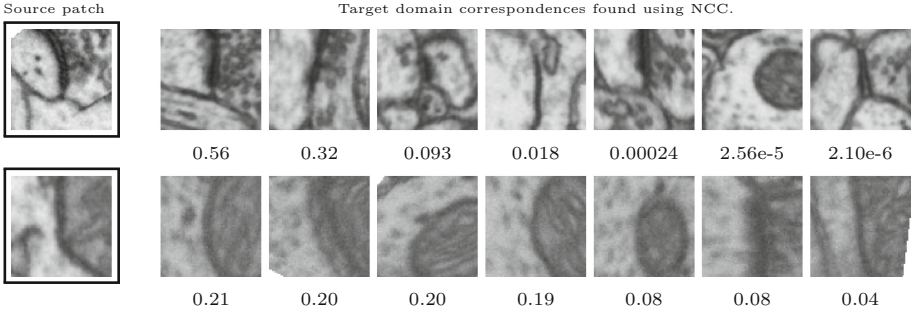 Source patch
Target domain correspondences found using NCC.
0.56 0.32 0.093 0.018 0.00024 2.56e-5 2.10e-6
0.21 0.20 0.20 0.19 0.08 0.08 0.04